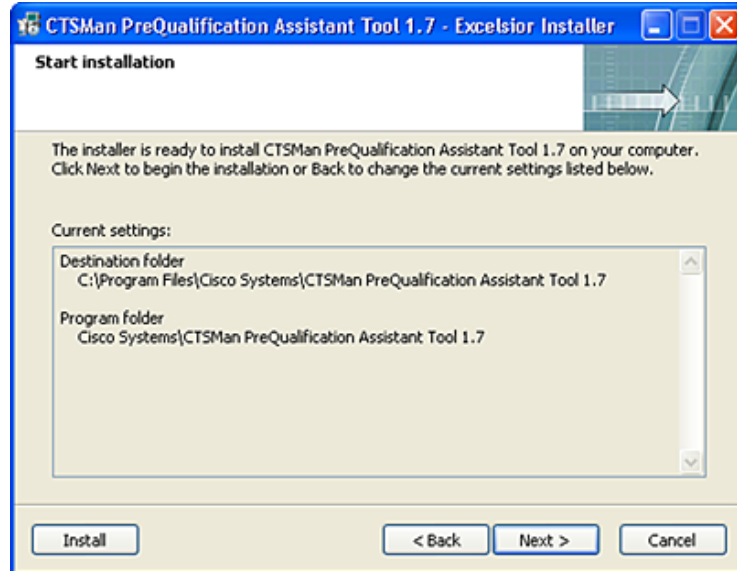 CTSMan PreQualification Assistant Tool 1.7 - Excelsior Installer
Start installation
The installer is ready to install CTSMan PreQualification Assistant Tool 1.7 on your computer.
Click Next to begin the installation or Back to change the current settings listed below.
Current settings:
Destination folder
C:\Program Files\Cisco Systems\CTSMan PreQualification Assistant Tool 1.7
Program folder
Cisco Systems\CTSMan PreQualification Assistant Tool 1.7
Install
< Back
Next >
Cancel